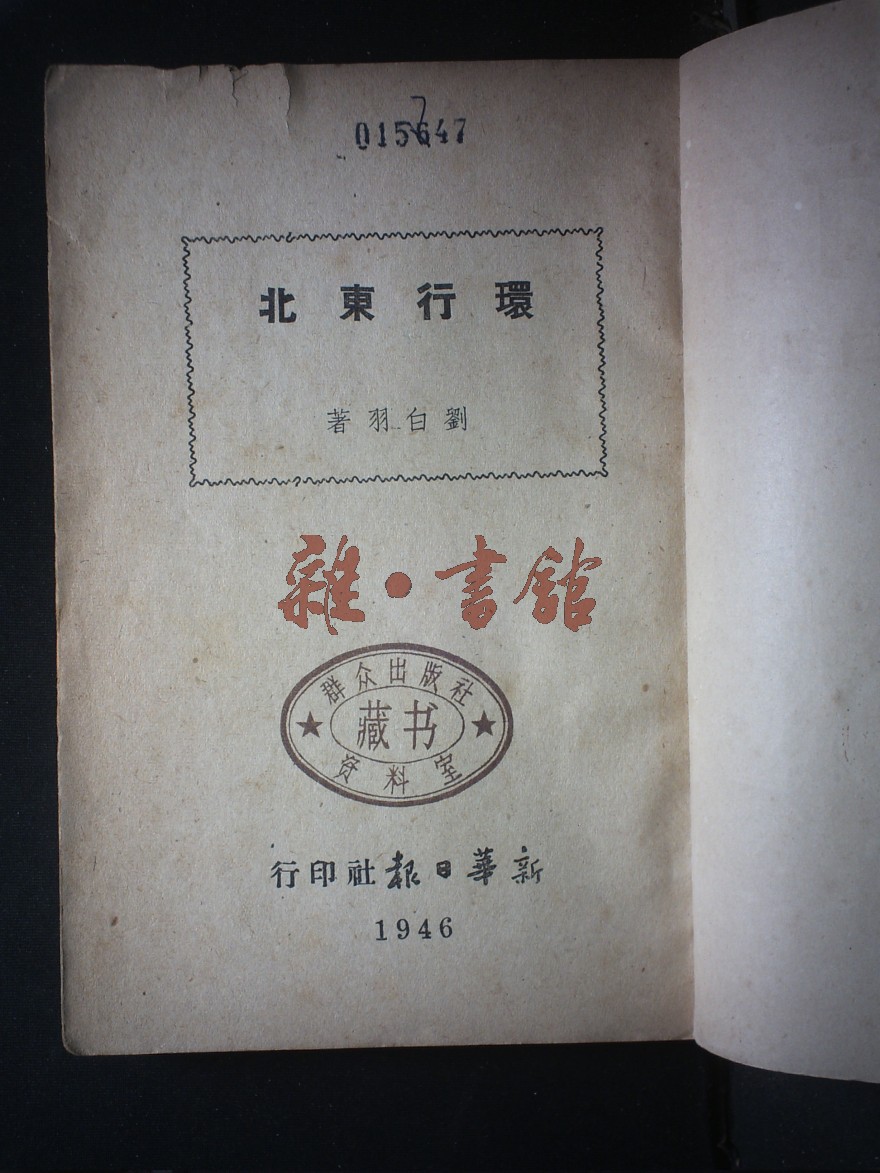 7
015647
環行東北
劉白羽著
雜·書館
群众出版社
藏书
资料室
新華日報社印行
1946